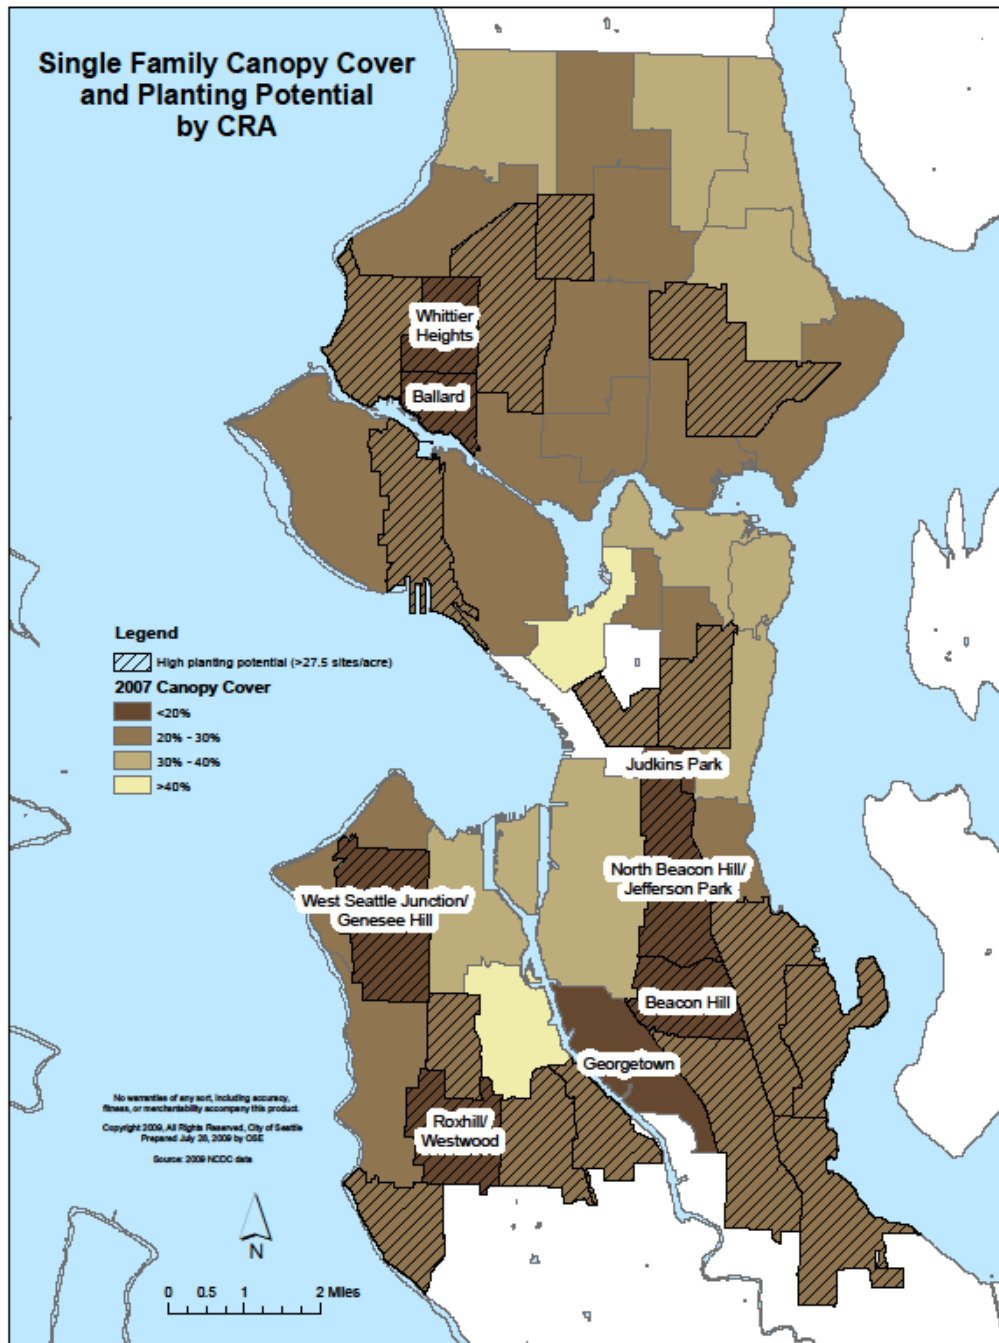 Single Family Canopy Cover
and Planting Potential
by CRA
Whittier
Heights
Ballard
Legend
High planting potential (>27.5 sites/acre)
2007 Canopy Cover
<20%
20% - 30%
30% - 40%
>40%
Judkins Park
North Beacon Hill/
Jefferson Park
West Seattle Junction/
Genesee Hill
Beacon Hill
Georgetown
Roxhill/
Westwood
No warranties of any sort, including accuracy,
fitness, or merchantability accompany this product.
Copyright 2009, All Rights Reserved, City of Seattle
Prepared July 20, 2009 by OSE
Source: 2009 NCDC data
N
0 0.5 1 2 Miles